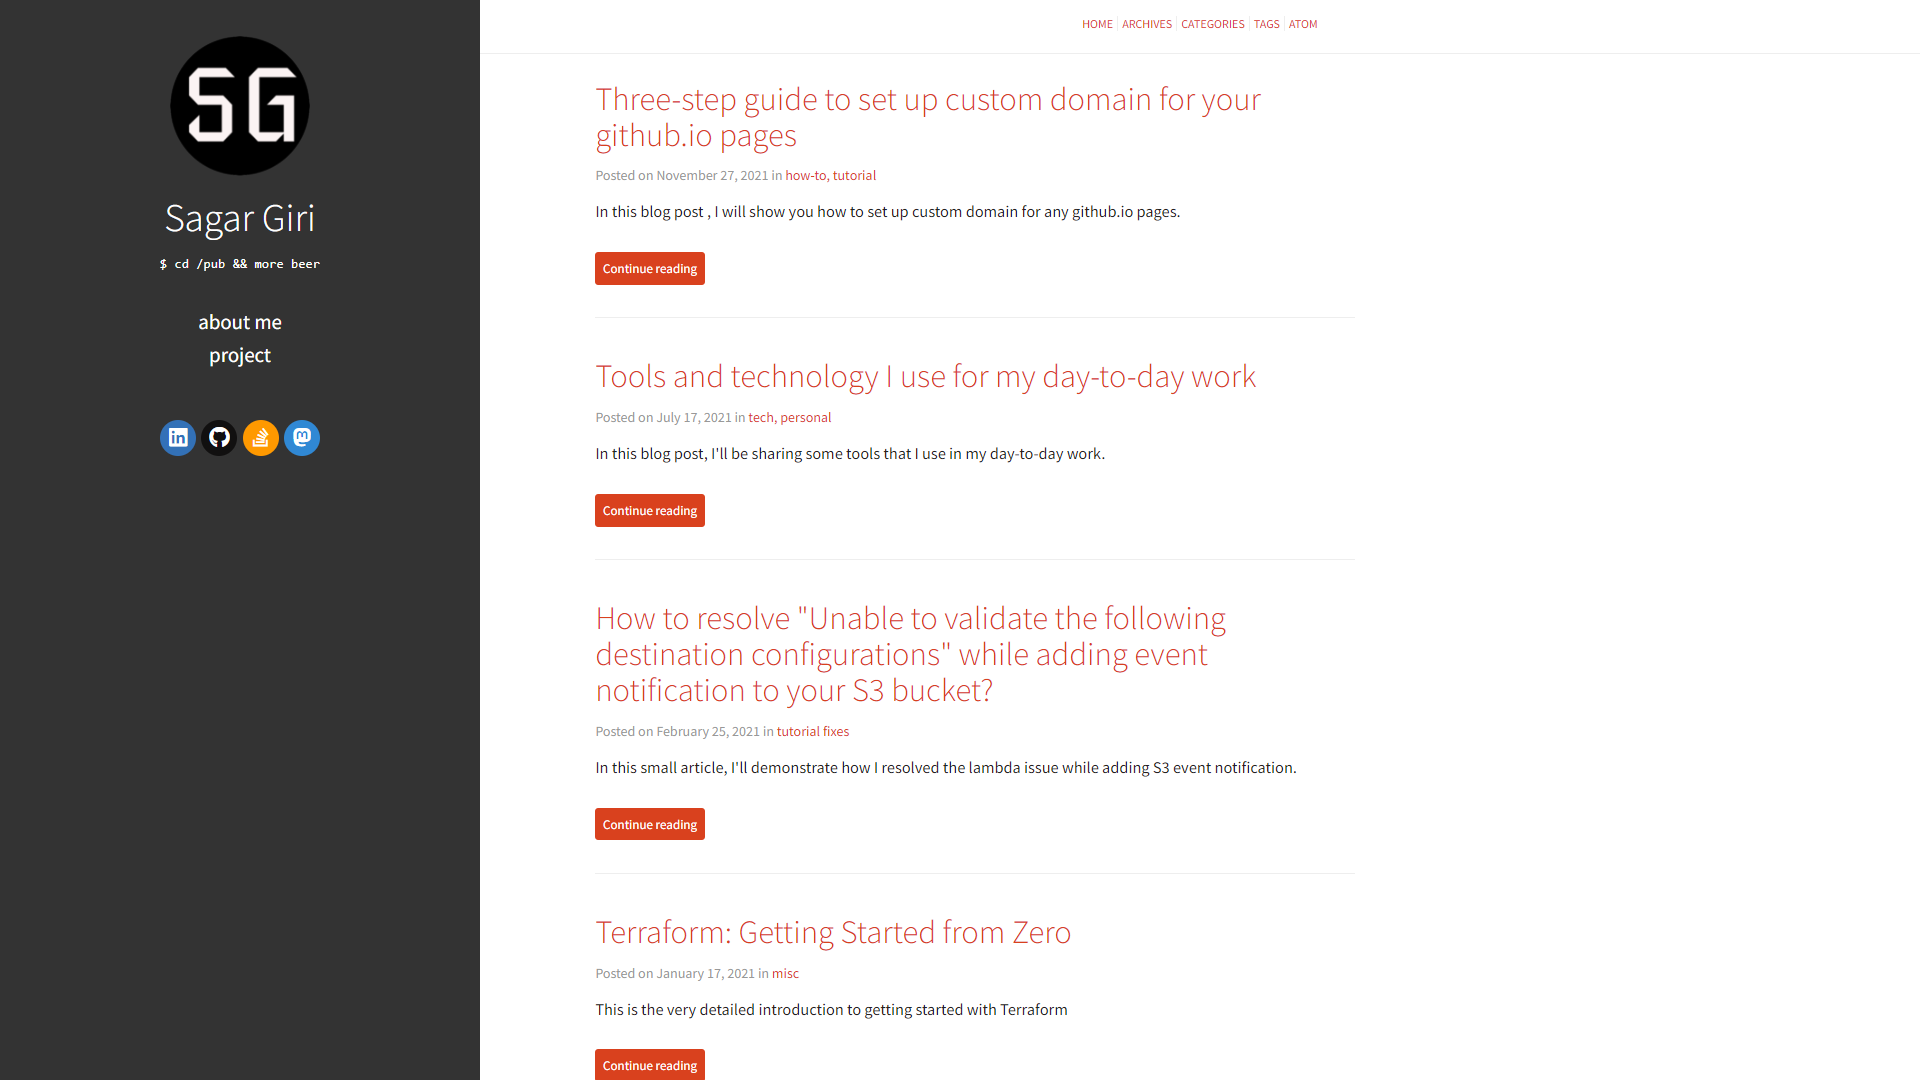 SG
Sagar Giri
$ cd /pub && more beer
about me
project
HOME
ARCHIVES
CATEGORIES
TAGS
ATOM
Three-step guide to set up custom domain for your
github.io pages
Posted on November 27, 2021 in how-to, tutorial
In this blog post , I will show you how to set up custom domain for any github.io pages.
Continue reading
Tools and technology I use for my day-to-day work
Posted on July 17, 2021 in tech, personal
In this blog post, I'll be sharing some tools that I use in my day-to-day work.
Continue reading
How to resolve "Unable to validate the following
destination configurations" while adding event
notification to your S3 bucket?
Posted on February 25, 2021 in tutorial fixes
In this small article, I'll demonstrate how I resolved the lambda issue while adding S3 event notification.
Continue reading
Terraform: Getting Started from Zero
Posted on January 17, 2021 in misc
This is the very detailed introduction to getting started with Terraform
Continue reading